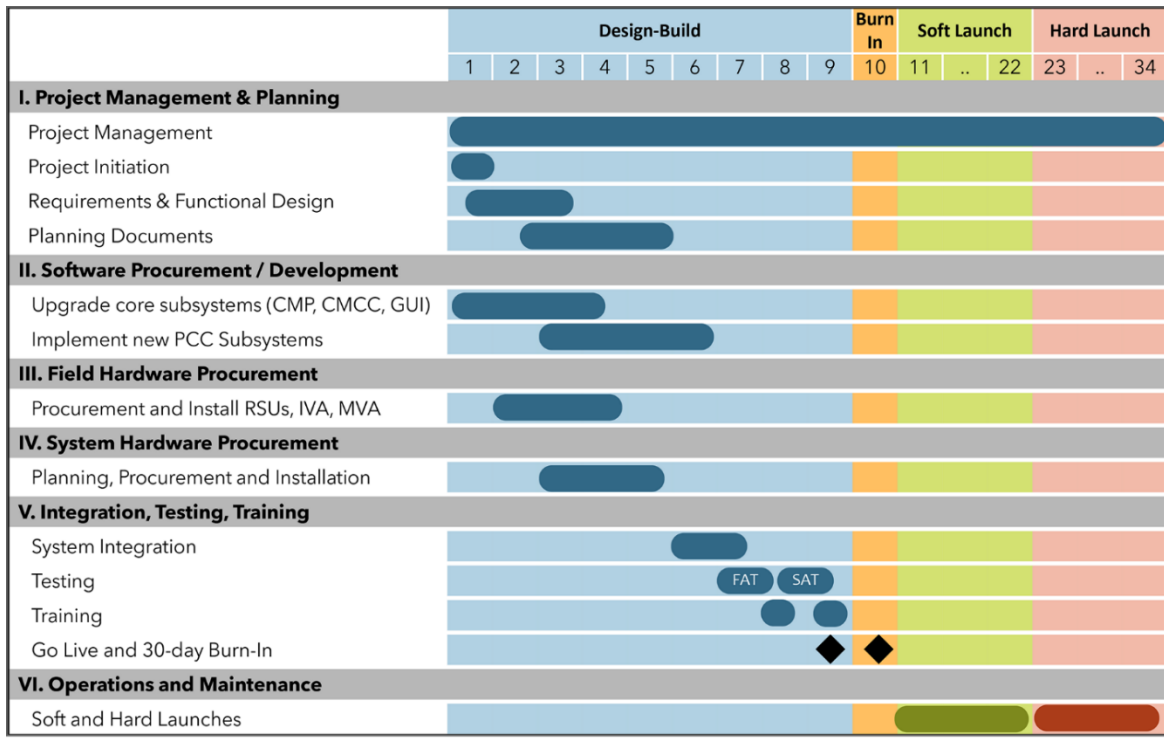 Design-Build Burn In Soft Launch Hard Launch
1 2 3 4 5 6 7 8 9 10 11 .. 22 23 .. 34
I. Project Management & Planning
Project Management
Project Initiation
Requirements & Functional Design
Planning Documents
II. Software Procurement / Development
Upgrade core subsystems (CMP, CMCC, GUI)
Implement new PCC Subsystems
III. Field Hardware Procurement
Procurement and Install RSUs, IVA, MVA
IV. System Hardware Procurement
Planning, Procurement and Installation
V. Integration, Testing, Training
System Integration
Testing FAT SAT
Training
Go Live and 30-day Burn-In
VI. Operations and Maintenance
Soft and Hard Launches